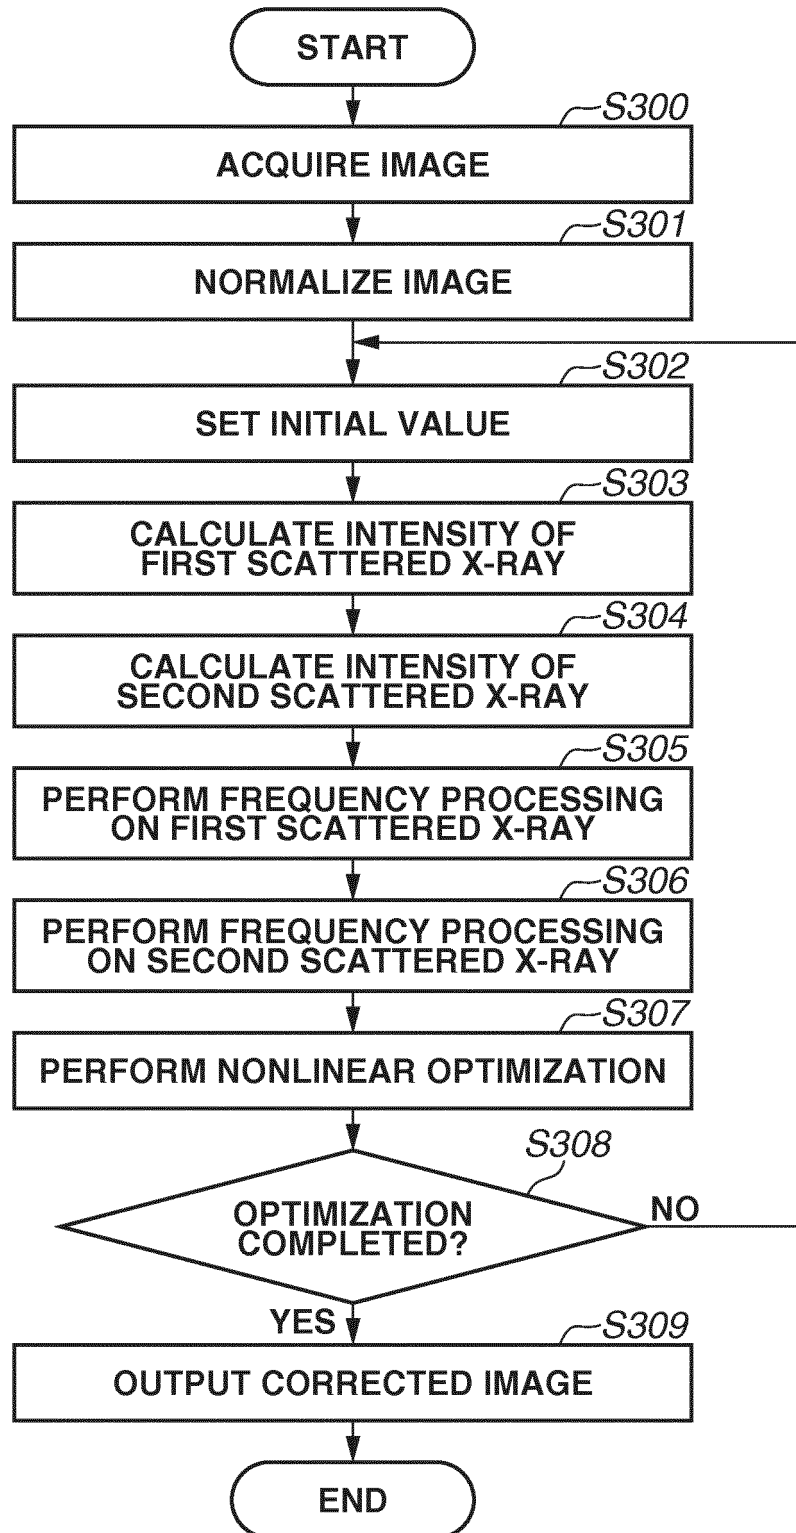 START
S300
ACQUIRE IMAGE
S301
NORMALIZE IMAGE
S302
SET INITIAL VALUE
S303
CALCULATE INTENSITY OF
FIRST SCATTERED X-RAY
S304
CALCULATE INTENSITY OF
SECOND SCATTERED X-RAY
S305
PERFORM FREQUENCY PROCESSING
ON FIRST SCATTERED X-RAY
S306
PERFORM FREQUENCY PROCESSING
ON SECOND SCATTERED X-RAY
S307
PERFORM NONLINEAR OPTIMIZATION
S308
OPTIMIZATION
COMPLETED?
NO
YES
S309
OUTPUT CORRECTED IMAGE
END